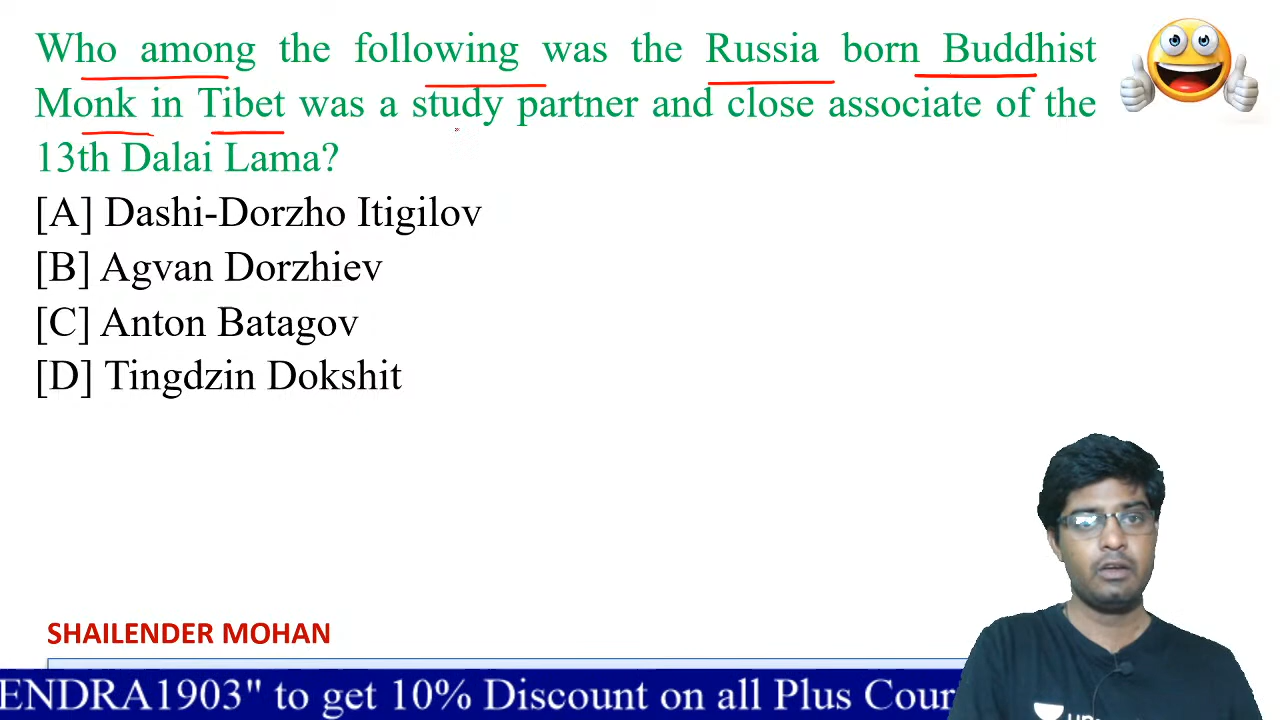 Who among the following was the Russia born Buddhist
Monk in Tibet was a study partner and close associate of the
13th Dalai Lama?
[A] Dashi-Dorzho Itigilov
[B] Agvan Dorzhiev
[C] Anton Batagov
[D] Tingdzin Dokshit
SHAILENDER MOHAN
ENDRA1903" to get 10% Discount on all Plus Cour